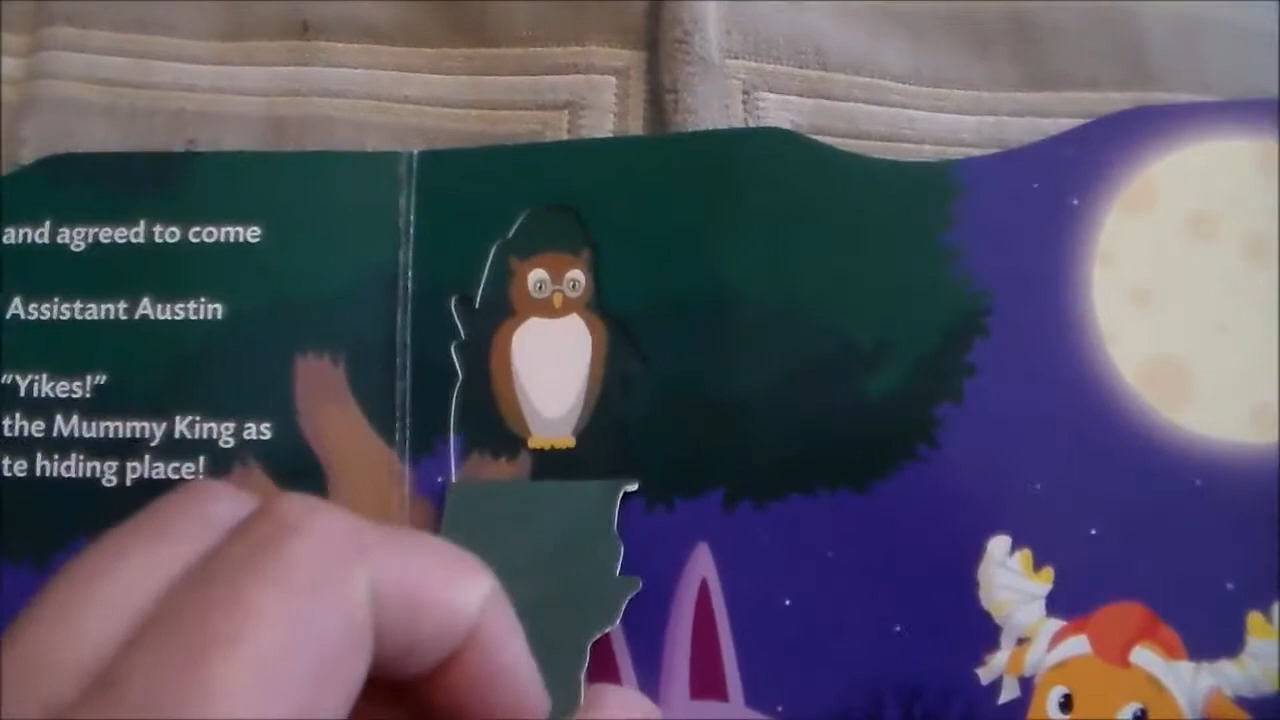 and agreed to come
Assistant Austin
"Yikes!"
the Mummy King as
te hiding place!